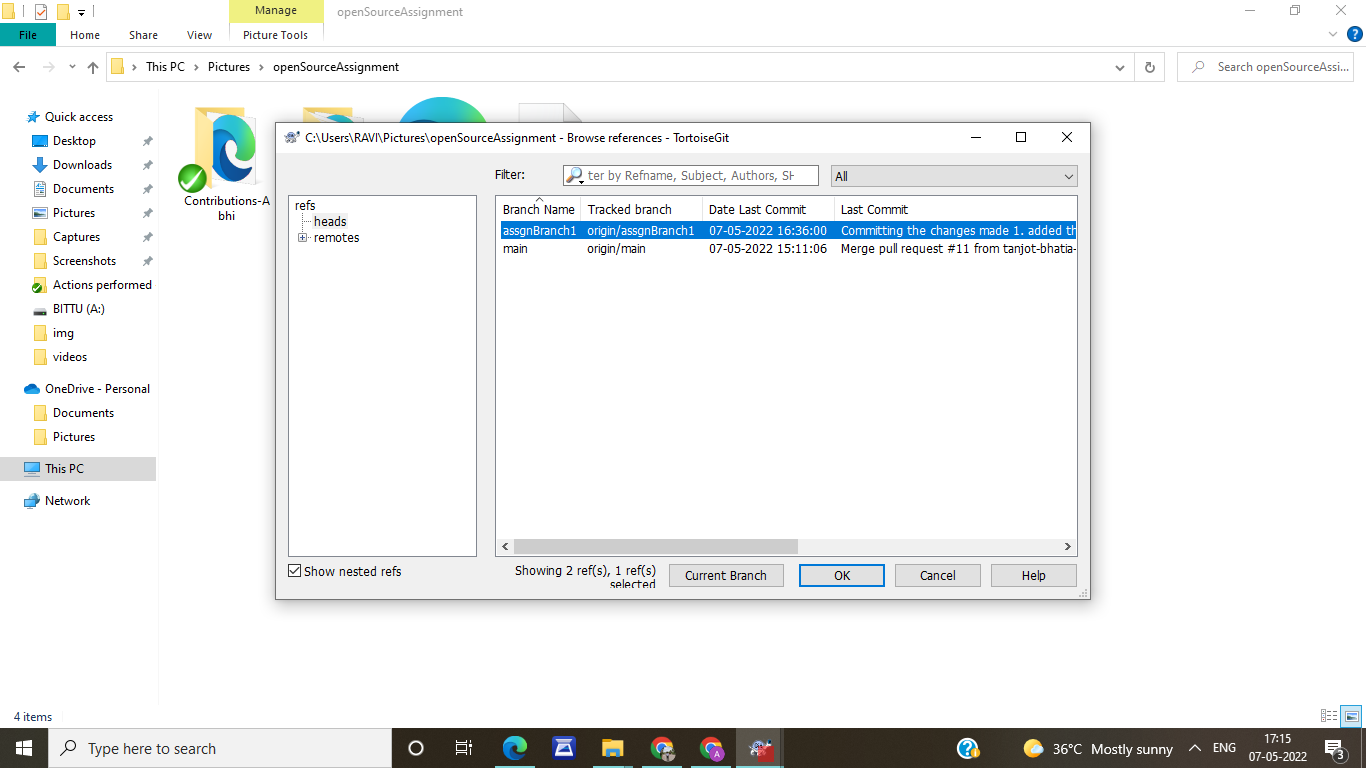 Manage
openSourceAssignment
File
Home
Share
View
Picture Tools
This PC
Pictures
openSourceAssignment
Search openSourceAssi...
Quick access
Desktop
Downloads
Documents
Pictures
Captures
Screenshots
Actions performed
BITTU (A:)
img
videos
OneDrive - Personal
Documents
Pictures
This PC
Network
Contributions-A
bhi
C:\Users\RAVI\Pictures\openSourceAssignment - Browse references - TortoiseGit
Filter:
ter by Refname, Subject, Authors, SH
All
refs
heads
remotes
Branch Name Tracked branch Date Last Commit Last Commit
assgnBranch1 origin/assgnBranch1 07-05-2022 16:36:00 Committing the changes made 1. added th
main origin/main 07-05-2022 15:11:06 Merge pull request #11 from tanjot-bhatia-
Show nested refs
Showing 2 ref(s), 1 ref(s)
selected
Current Branch
OK
Cancel
Help
4 items
Type here to search
36°C Mostly sunny
ENG
17:15
07-05-2022
3